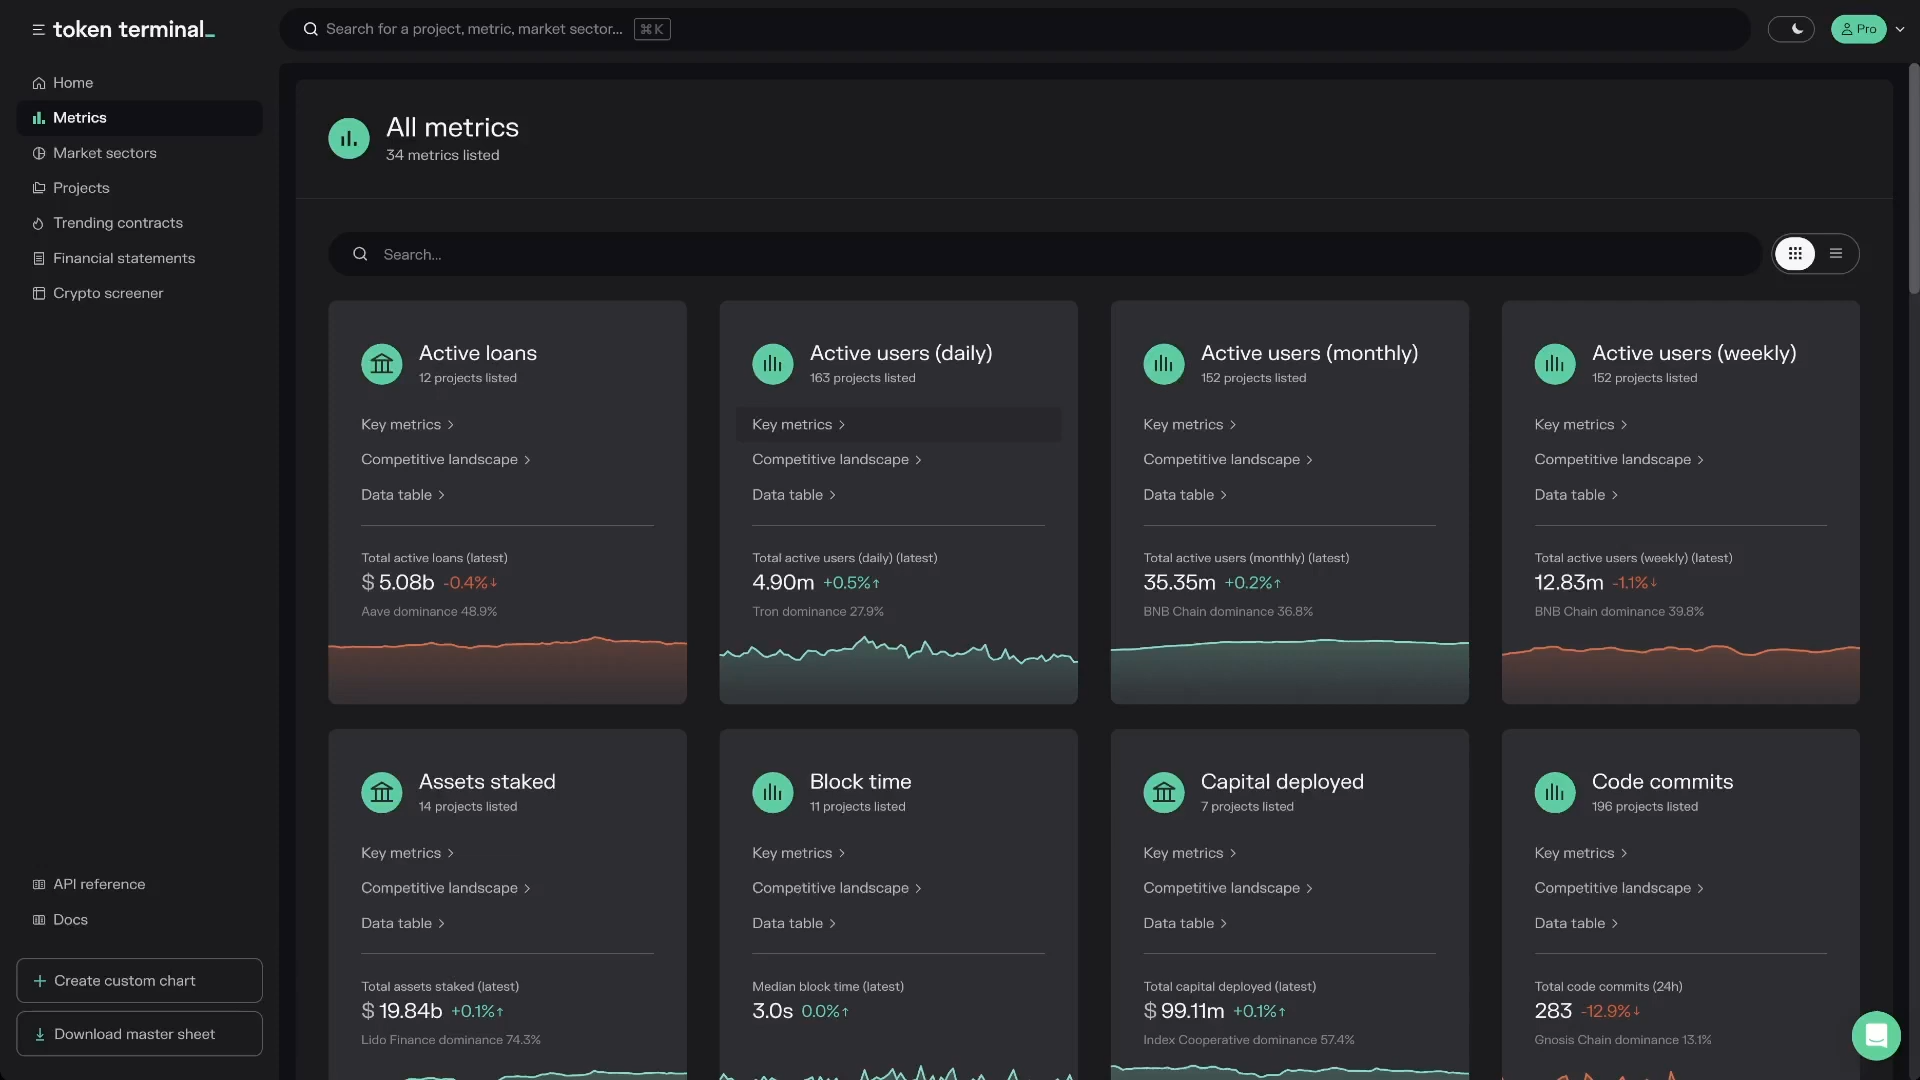 token terminal_
Search for a project, metric, market sector... ⌘K
Pro
Home
Metrics
Market sectors
Projects
Trending contracts
Financial statements
Crypto screener
API reference
Docs
Create custom chart
Download master sheet
All metrics
34 metrics listed
Search...
Active loans
12 projects listed
Key metrics
Competitive landscape
Data table
Total active loans (latest)
$ 5.08b -0.4%↓
Aave dominance 48.9%
Active users (daily)
163 projects listed
Key metrics
Competitive landscape
Data table
Total active users (daily) (latest)
4.90m +0.5%↑
Tron dominance 27.9%
Active users (monthly)
152 projects listed
Key metrics
Competitive landscape
Data table
Total active users (monthly) (latest)
35.35m +0.2%↑
BNB Chain dominance 36.8%
Active users (weekly)
152 projects listed
Key metrics
Competitive landscape
Data table
Total active users (weekly) (latest)
12.83m -1.1%↓
BNB Chain dominance 39.8%
Assets staked
14 projects listed
Key metrics
Competitive landscape
Data table
Total assets staked (latest)
$ 19.84b +0.1%↑
Lido Finance dominance 74.3%
Block time
11 projects listed
Key metrics
Competitive landscape
Data table
Median block time (latest)
3.0s 0.0%↑
Capital deployed
7 projects listed
Key metrics
Competitive landscape
Data table
Total capital deployed (latest)
$ 99.11m +0.1%↑
Index Cooperative dominance 57.4%
Code commits
196 projects listed
Key metrics
Competitive landscape
Data table
Total code commits (24h)
283 -12.9%↓
Gnosis Chain dominance 13.1%